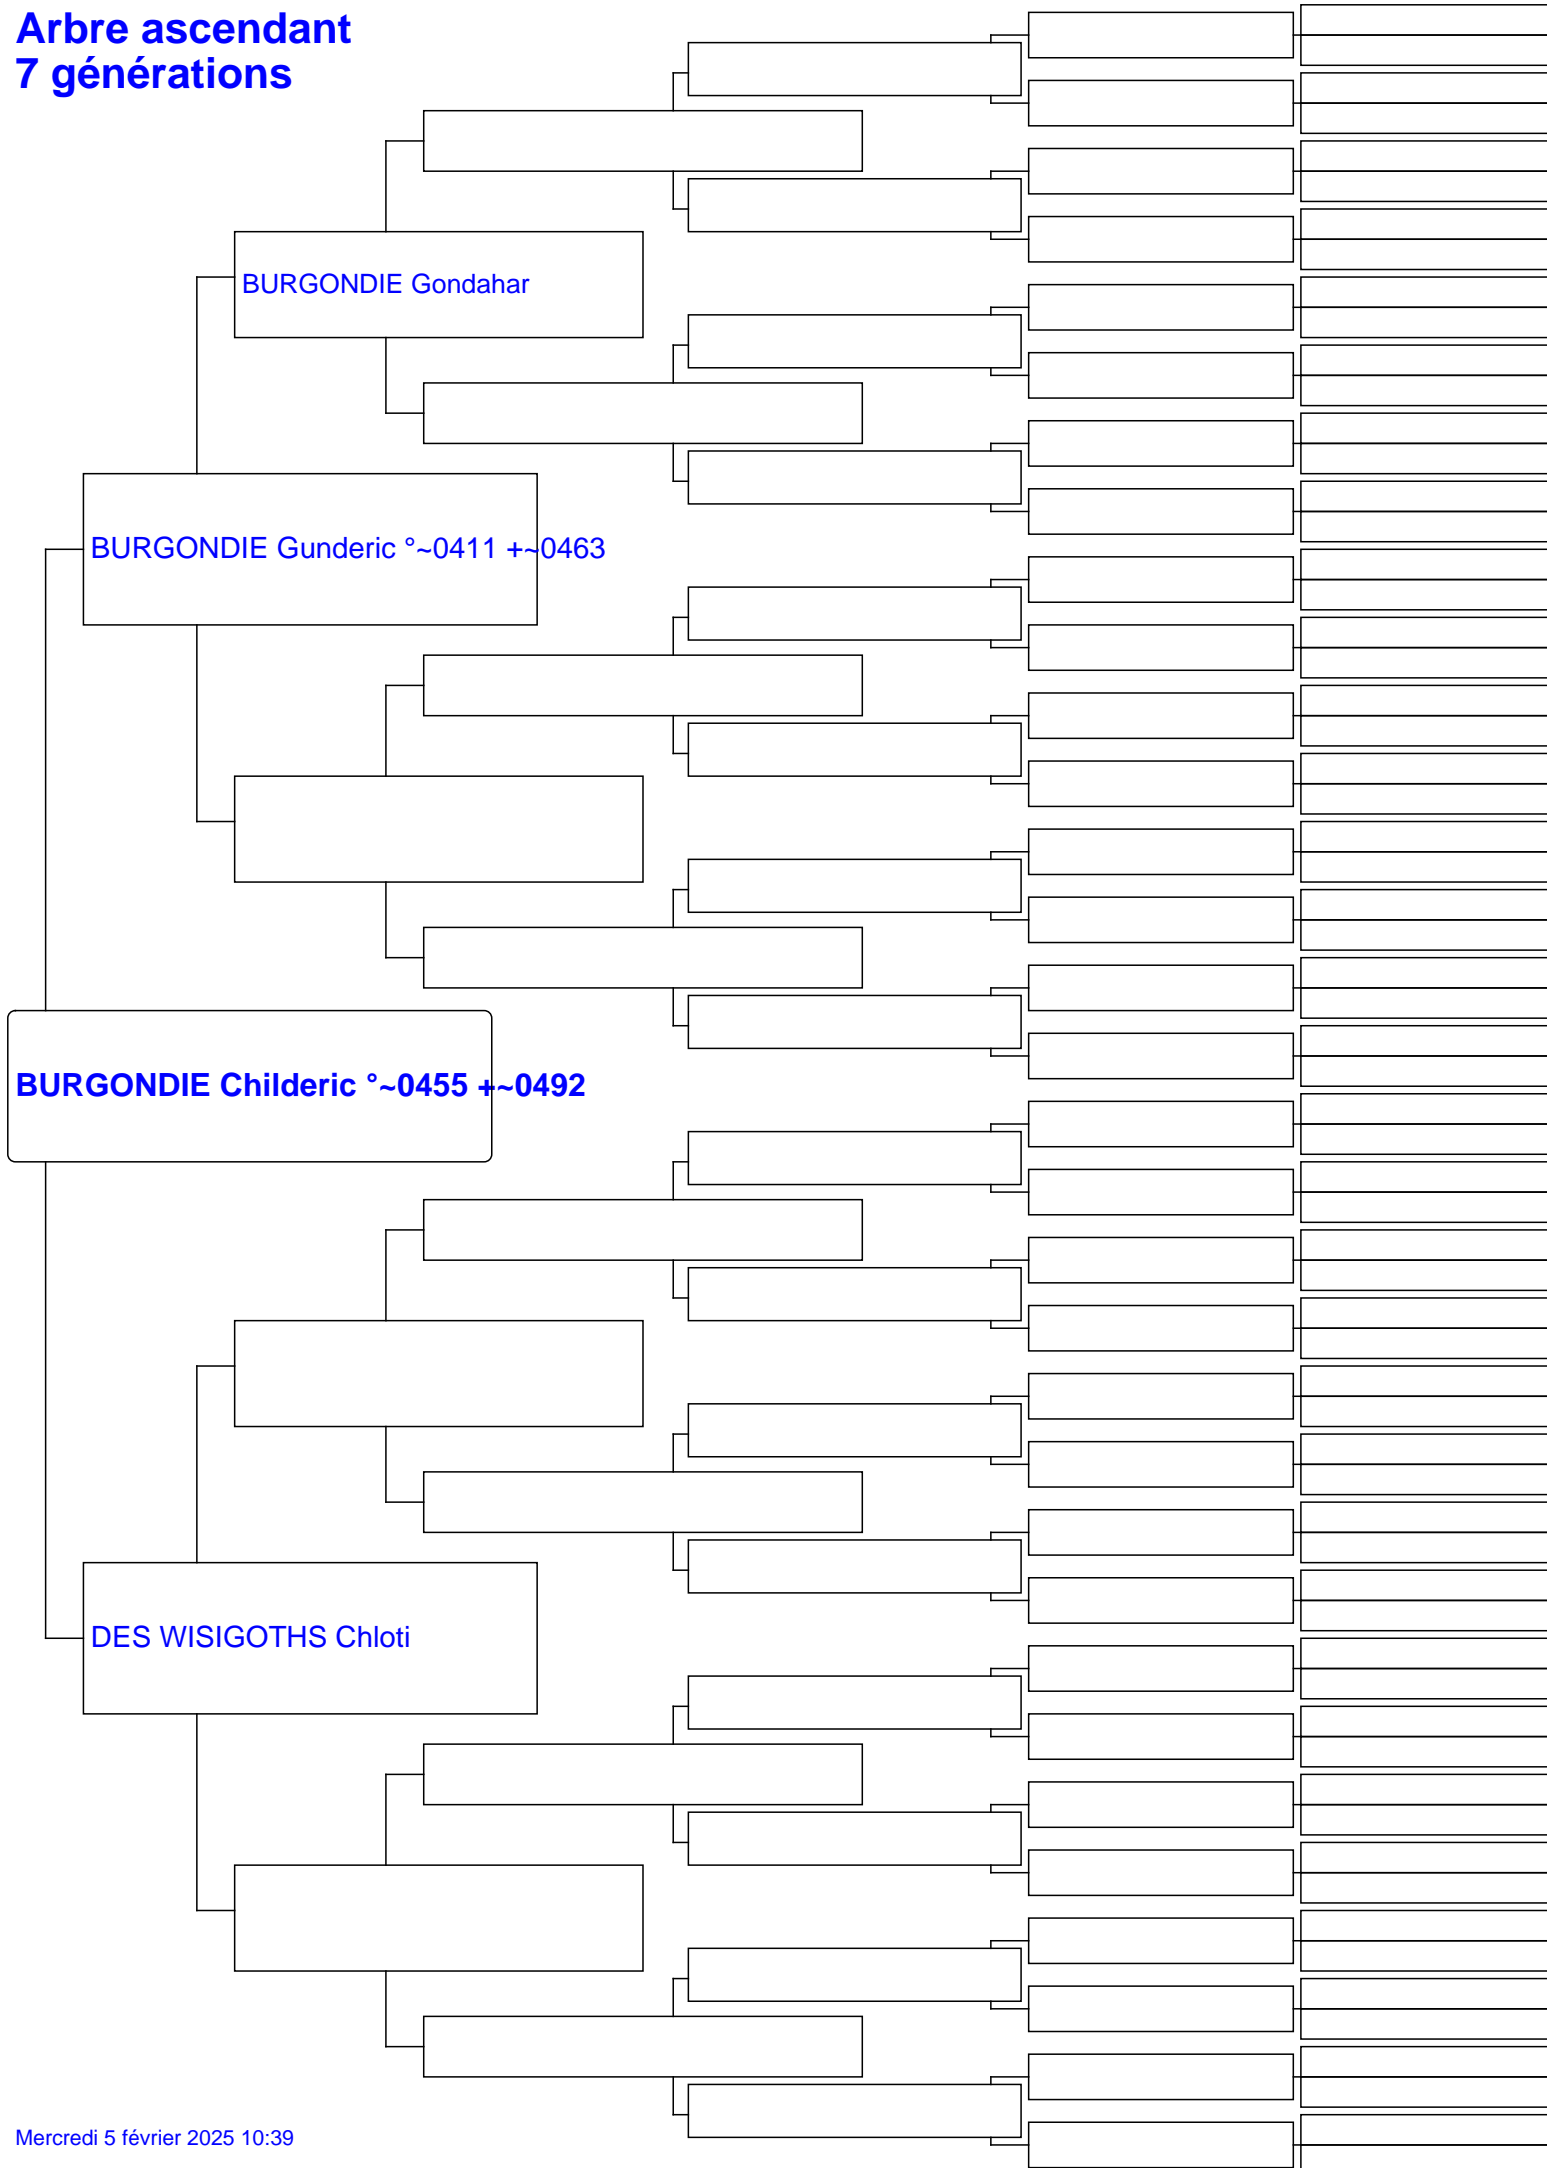 Arbre ascendant
7 générations
BURGONDIE Gondahar
BURGONDIE Gunderic °~0411 +~0463
BURGONDIE Childeric °~0455 +~0492
DES WISIGOTHS Chloti
Mercredi 5 février 2025 10:39